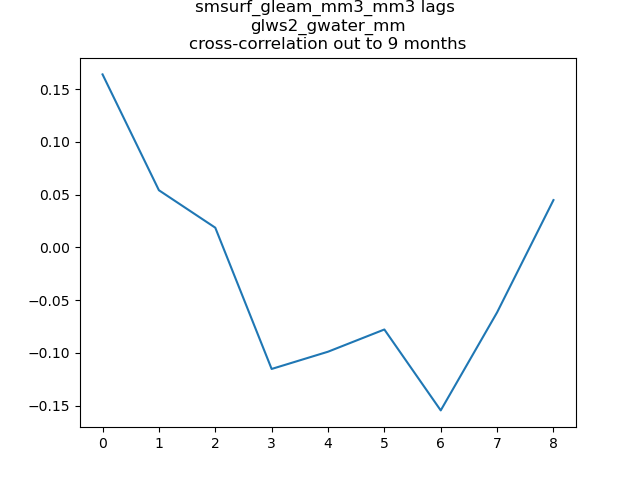 smsurf_gleam_mm3_mm3 lags
glws2_gwater_mm
cross-correlation out to 9 months
0.15
0.10
0.05
0.00
−0.05
−0.10
−0.15
0 1 2 3 4 5 6 7 8